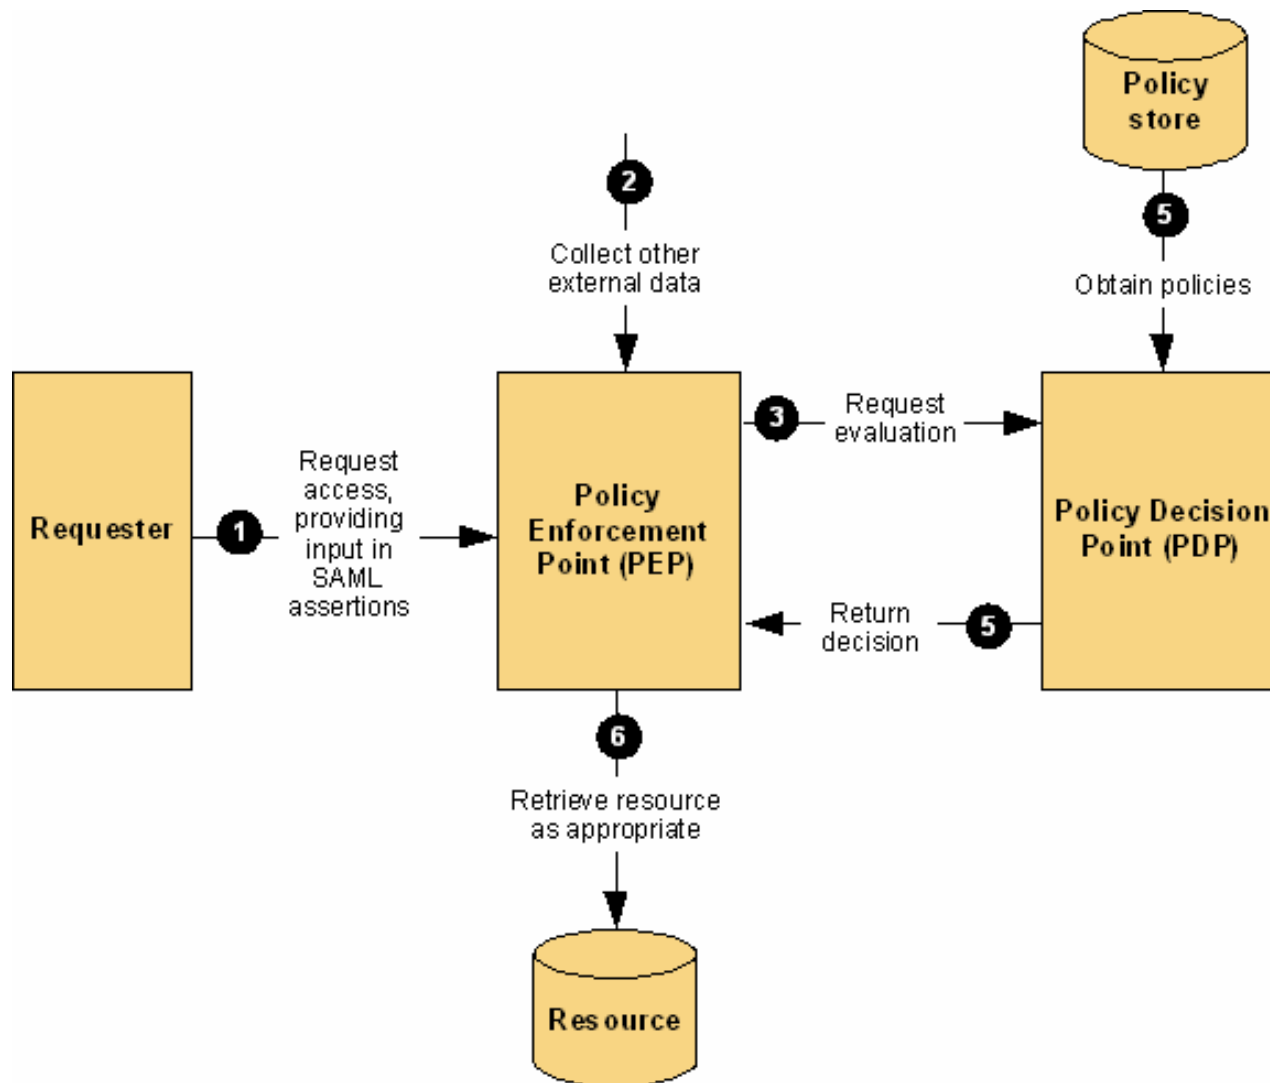 Policy
store
2
5
Collect other
external data
Obtain policies
3
Request
evaluation
Requester
1
Request
access,
providing
input in
SAML
assertions
Policy
Enforcement
Point (PEP)
Policy Decision
Point (PDP)
Return
decision
5
6
Retrieve resource
as appropriate
Resource